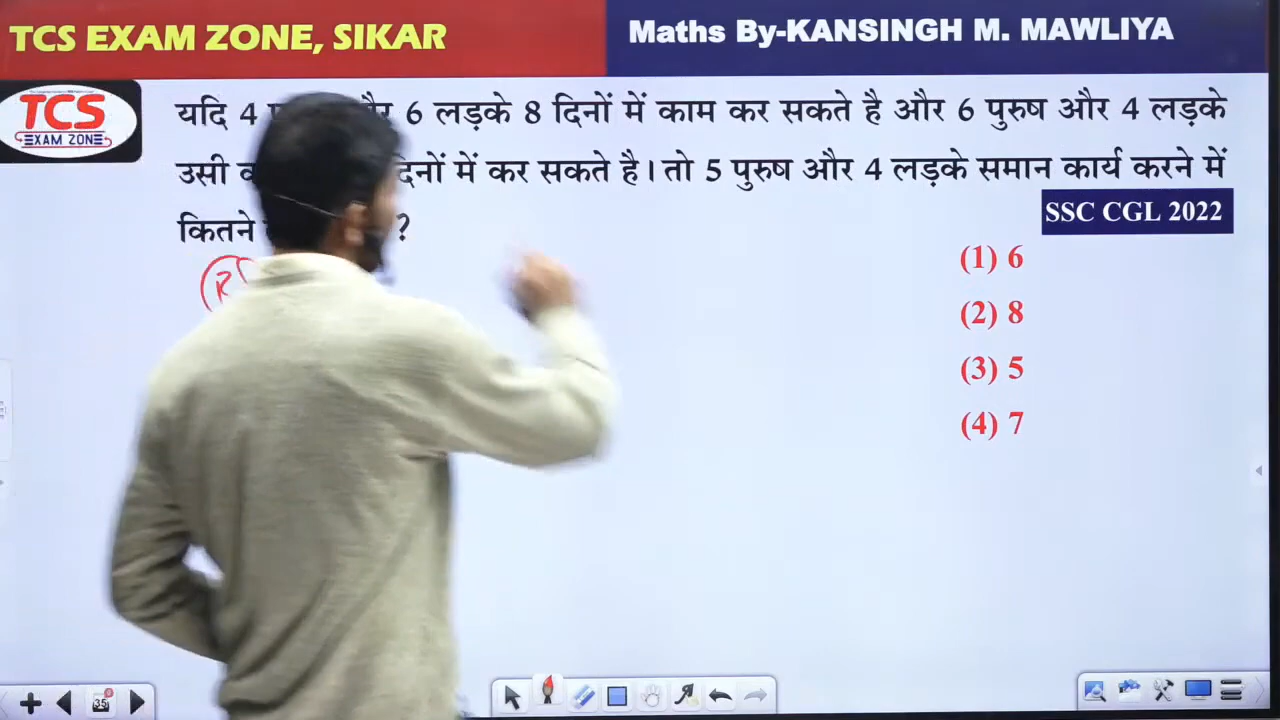 TCS EXAM ZONE, SIKAR
Maths By-KANSINGH M. MAWLIYA
TCS
EXAM ZONE
यदि 4 6 लड़के 8 दिनों में काम कर सकते है और 6 पुरुष और 4 लड़के
उसी दिनों में कर सकते है। तो 5 पुरुष और 4 लड़के समान कार्य करने में
कितने ?
SSC CGL 2022
R
(1) 6
(2) 8
(3) 5
(4) 7
35